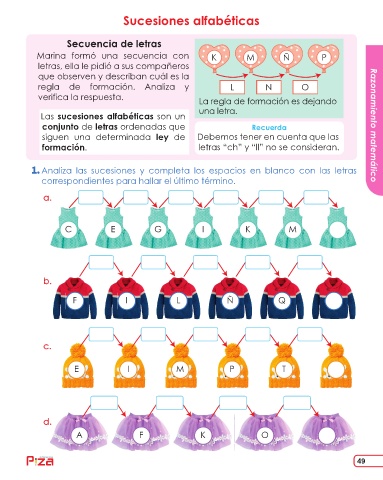 Sucesiones alfabéticas
Secuencia de letras
Marina formó una secuencia con
letras, ella le pidió a sus compañeros
que observen y describan cuál es la
regla de formación. Analiza y
verifica la respuesta.
Las sucesiones alfabéticas son un
conjunto de letras ordenadas que
siguen una determinada ley de
formación.
K M Ñ P
L N O
La regla de formación es dejando
una letra.
Recuerda
Debemos tener en cuenta que las
letras “ch” y “ll” no se consideran.
Razonamiento matemático
1. Analiza las sucesiones y completa los espacios en blanco con las letras
correspondientes para hallar el último término.
a.
C E G I K M
b.
F I L Ñ Q
c.
E I M P T
d.
A F K O
Pizza
49